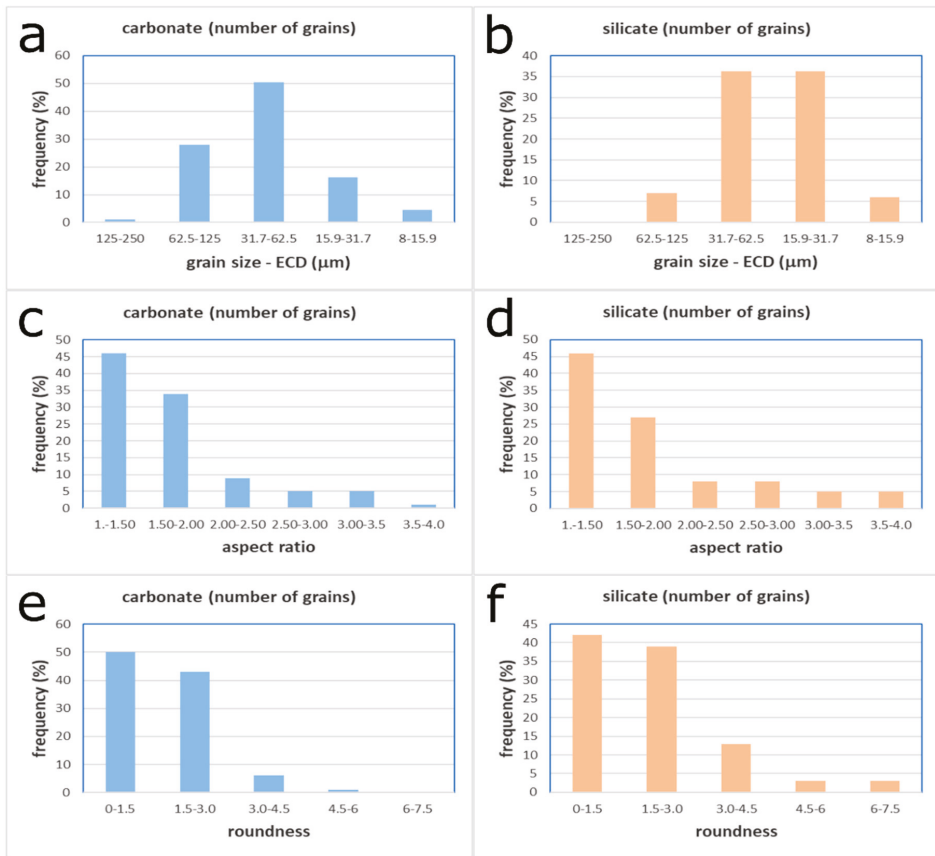 a
carbonate (number of grains)
frequency (%)
60
50
40
30
20
10
0
125-250 62.5-125 31.7-62.5 15.9-31.7 8-15.9
grain size - ECD (μm)
b
silicate (number of grains)
frequency (%)
40
35
30
25
20
15
10
5
0
125-250 62.5-125 31.7-62.5 15.9-31.7 8-15.9
grain size - ECD (μm)
c
carbonate (number of grains)
frequency (%)
50
45
40
35
30
25
20
15
10
5
0
1.-1.50 1.50-2.00 2.00-2.50 2.50-3.00 3.00-3.5 3.5-4.0
aspect ratio
d
silicate (number of grains)
frequency (%)
50
45
40
35
30
25
20
15
10
5
0
1.-1.50 1.50-2.00 2.00-2.50 2.50-3.00 3.00-3.5 3.5-4.0
aspect ratio
e
carbonate (number of grains)
frequency (%)
60
50
40
30
20
10
0
0-1.5 1.5-3.0 3.0-4.5 4.5-6 6-7.5
roundness
f
silicate (number of grains)
frequency (%)
45
40
35
30
25
20
15
10
5
0
0-1.5 1.5-3.0 3.0-4.5 4.5-6 6-7.5
roundness